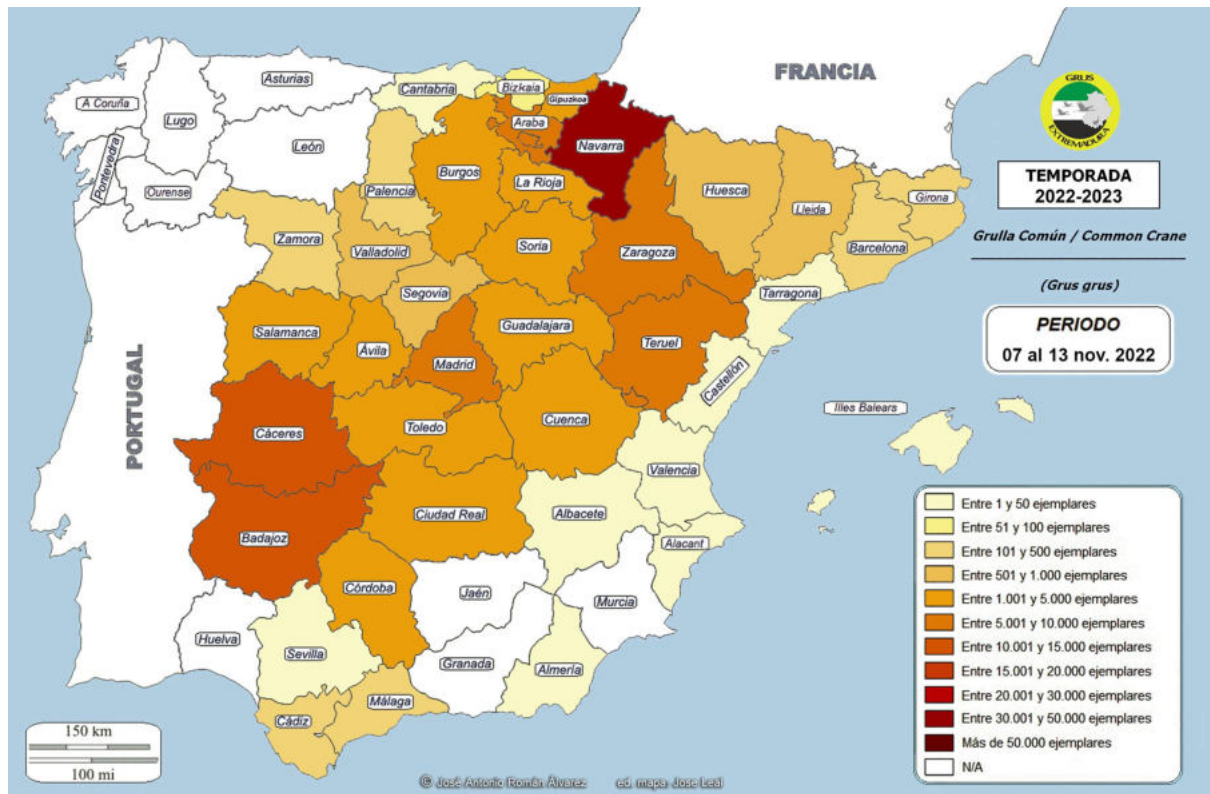 FRANCIA
GRUS
EXTREMADURA
TEMPORADA
2022-2023
Grulla Común / Common Crane
(Grus grus)
PERIODO
07 al 13 nov. 2022
A Coruña
Lugo
Asturias
Cantabria
Bizkaia
Gipuzkoa
Araba
Navarra
Pontevedra
Ourense
León
Palencia
Burgos
La Rioja
Huesca
Lleida
Girona
Barcelona
Zamora
Valladolid
Soria
Zaragoza
Segovia
Tarragona
Salamanca
Ávila
Madrid
Guadalajara
Teruel
Castellón
PORTUGAL
Cáceres
Toledo
Cuenca
Illes Balears
Valencia
Badajoz
Ciudad Real
Albacete
Alacant
Córdoba
Jaén
Murcia
Huelva
Sevilla
Granada
Almería
Málaga
Cádiz
Entre 1 y 50 ejemplares
Entre 51 y 100 ejemplares
Entre 101 y 500 ejemplares
Entre 501 y 1.000 ejemplares
Entre 1.001 y 5.000 ejemplares
Entre 5.001 y 10.000 ejemplares
Entre 10.001 y 15.000 ejemplares
Entre 15.001 y 20.000 ejemplares
Entre 20.001 y 30.000 ejemplares
Entre 30.001 y 50.000 ejemplares
Más de 50.000 ejemplares
N/A
150 km
100 mi
© José Antonio Román Álvarez ed. mapa Jose Leal